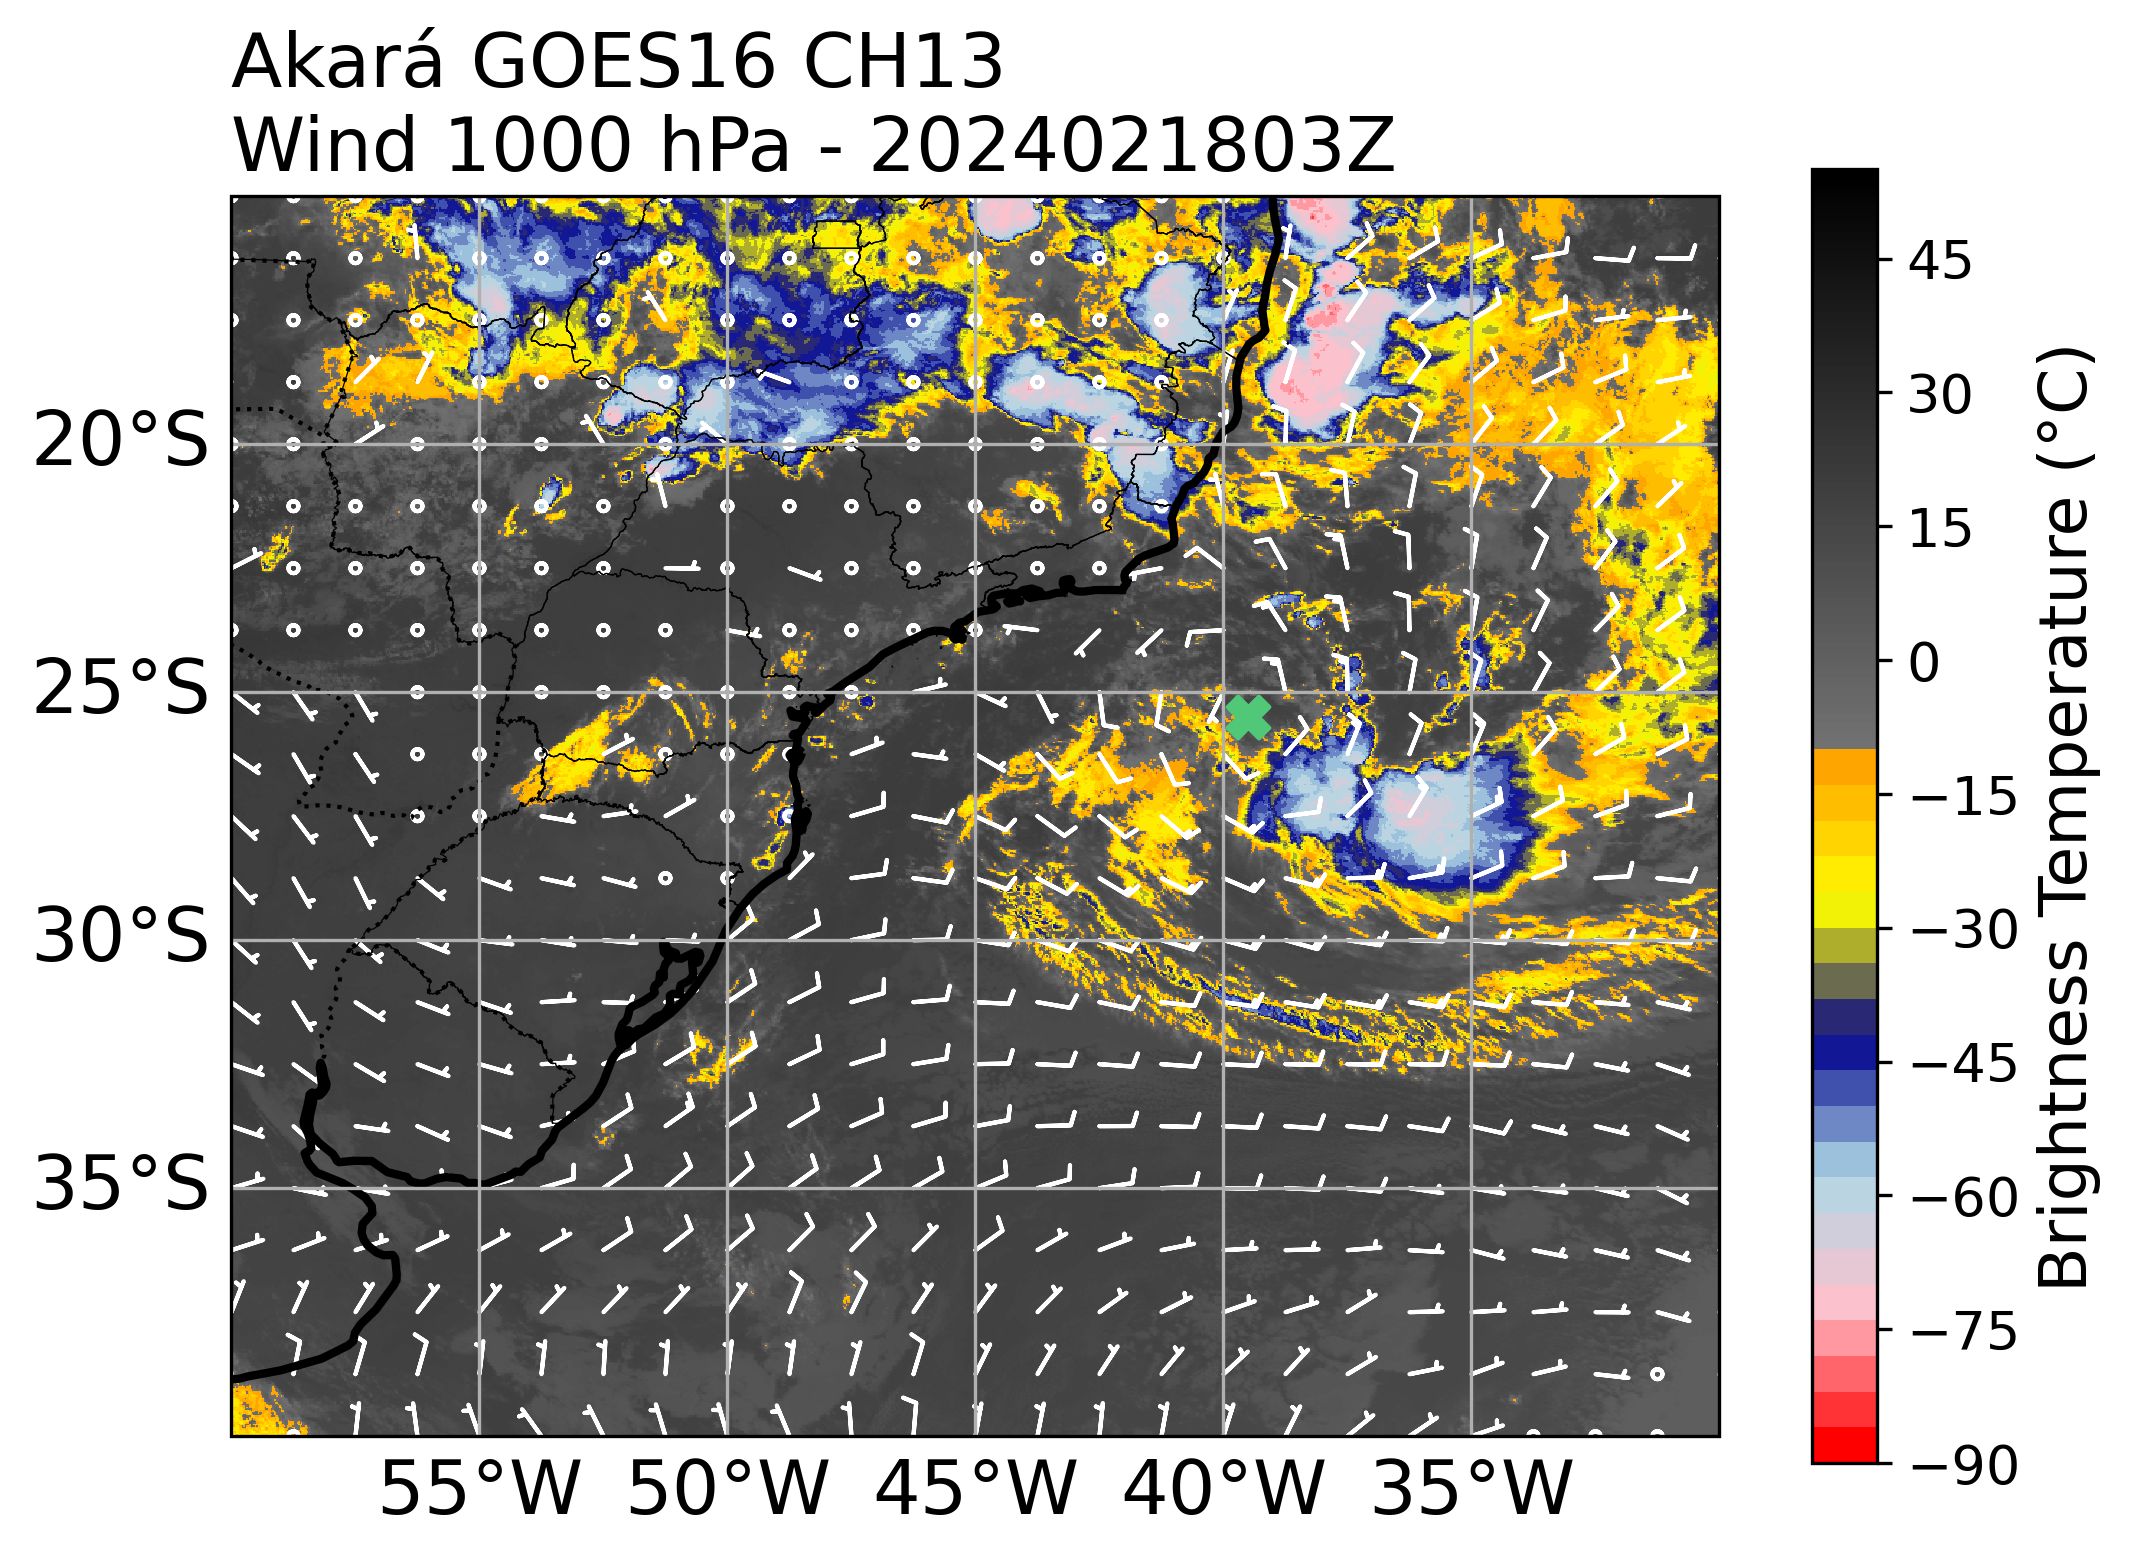 Akará GOES16 CH13
Wind 1000 hPa - 2024021803Z
20°S
25°S
30°S
35°S
55°W 50°W 45°W 40°W 35°W
45
30
15
0
−15
−30
−45
−60
−75
−90
Brightness Temperature (°C)